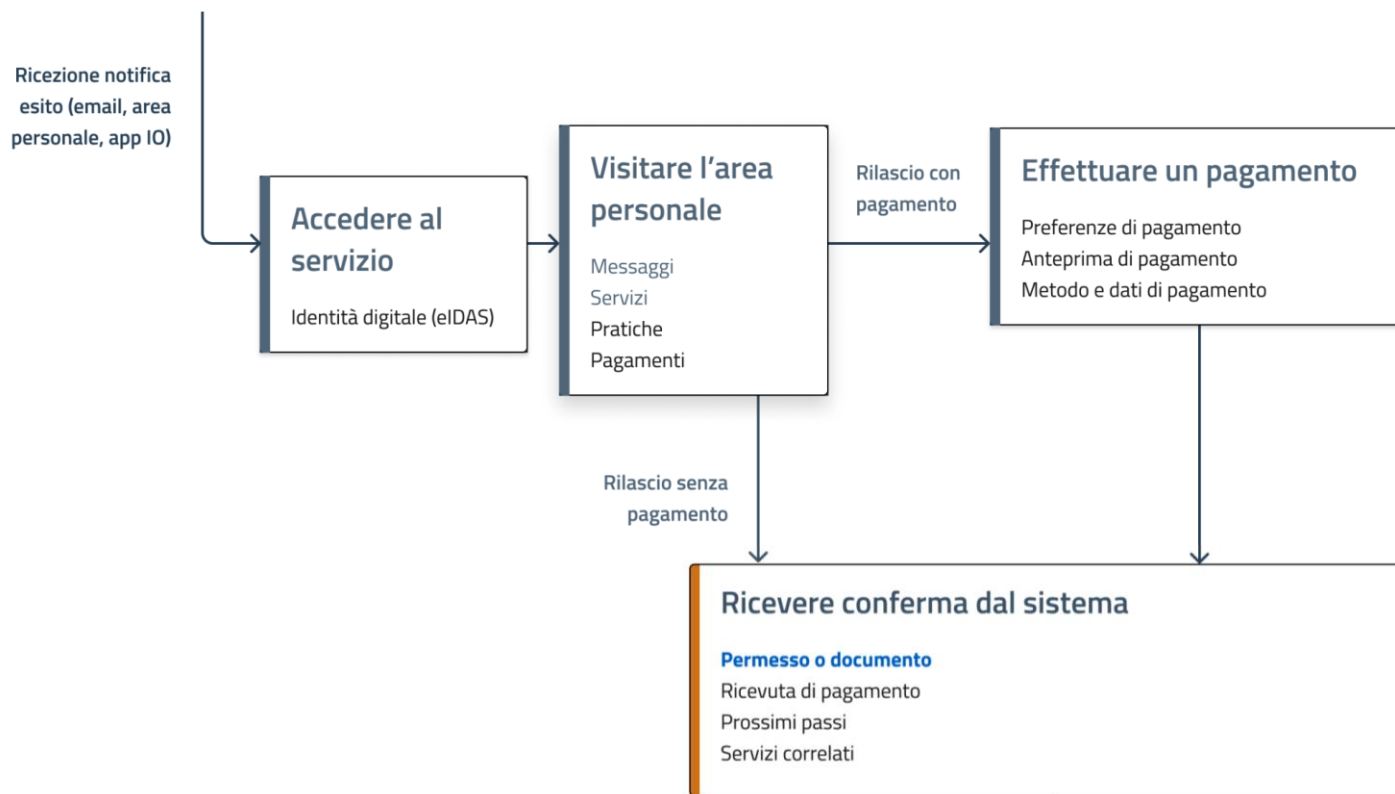 Ricezione notifica
esito (email, area
personale, app IO)
Accedere al
servizio
Identità digitale (eIDAS)
Visitare l’area
personale
Messaggi
Servizi
Pratiche
Pagamenti
Rilascio con
pagamento
Effettuare un pagamento
Preferenze di pagamento
Anteprima di pagamento
Metodo e dati di pagamento
Rilascio senza
pagamento
Ricevere conferma dal sistema
Permesso o documento
Ricevuta di pagamento
Prossimi passi
Servizi correlati